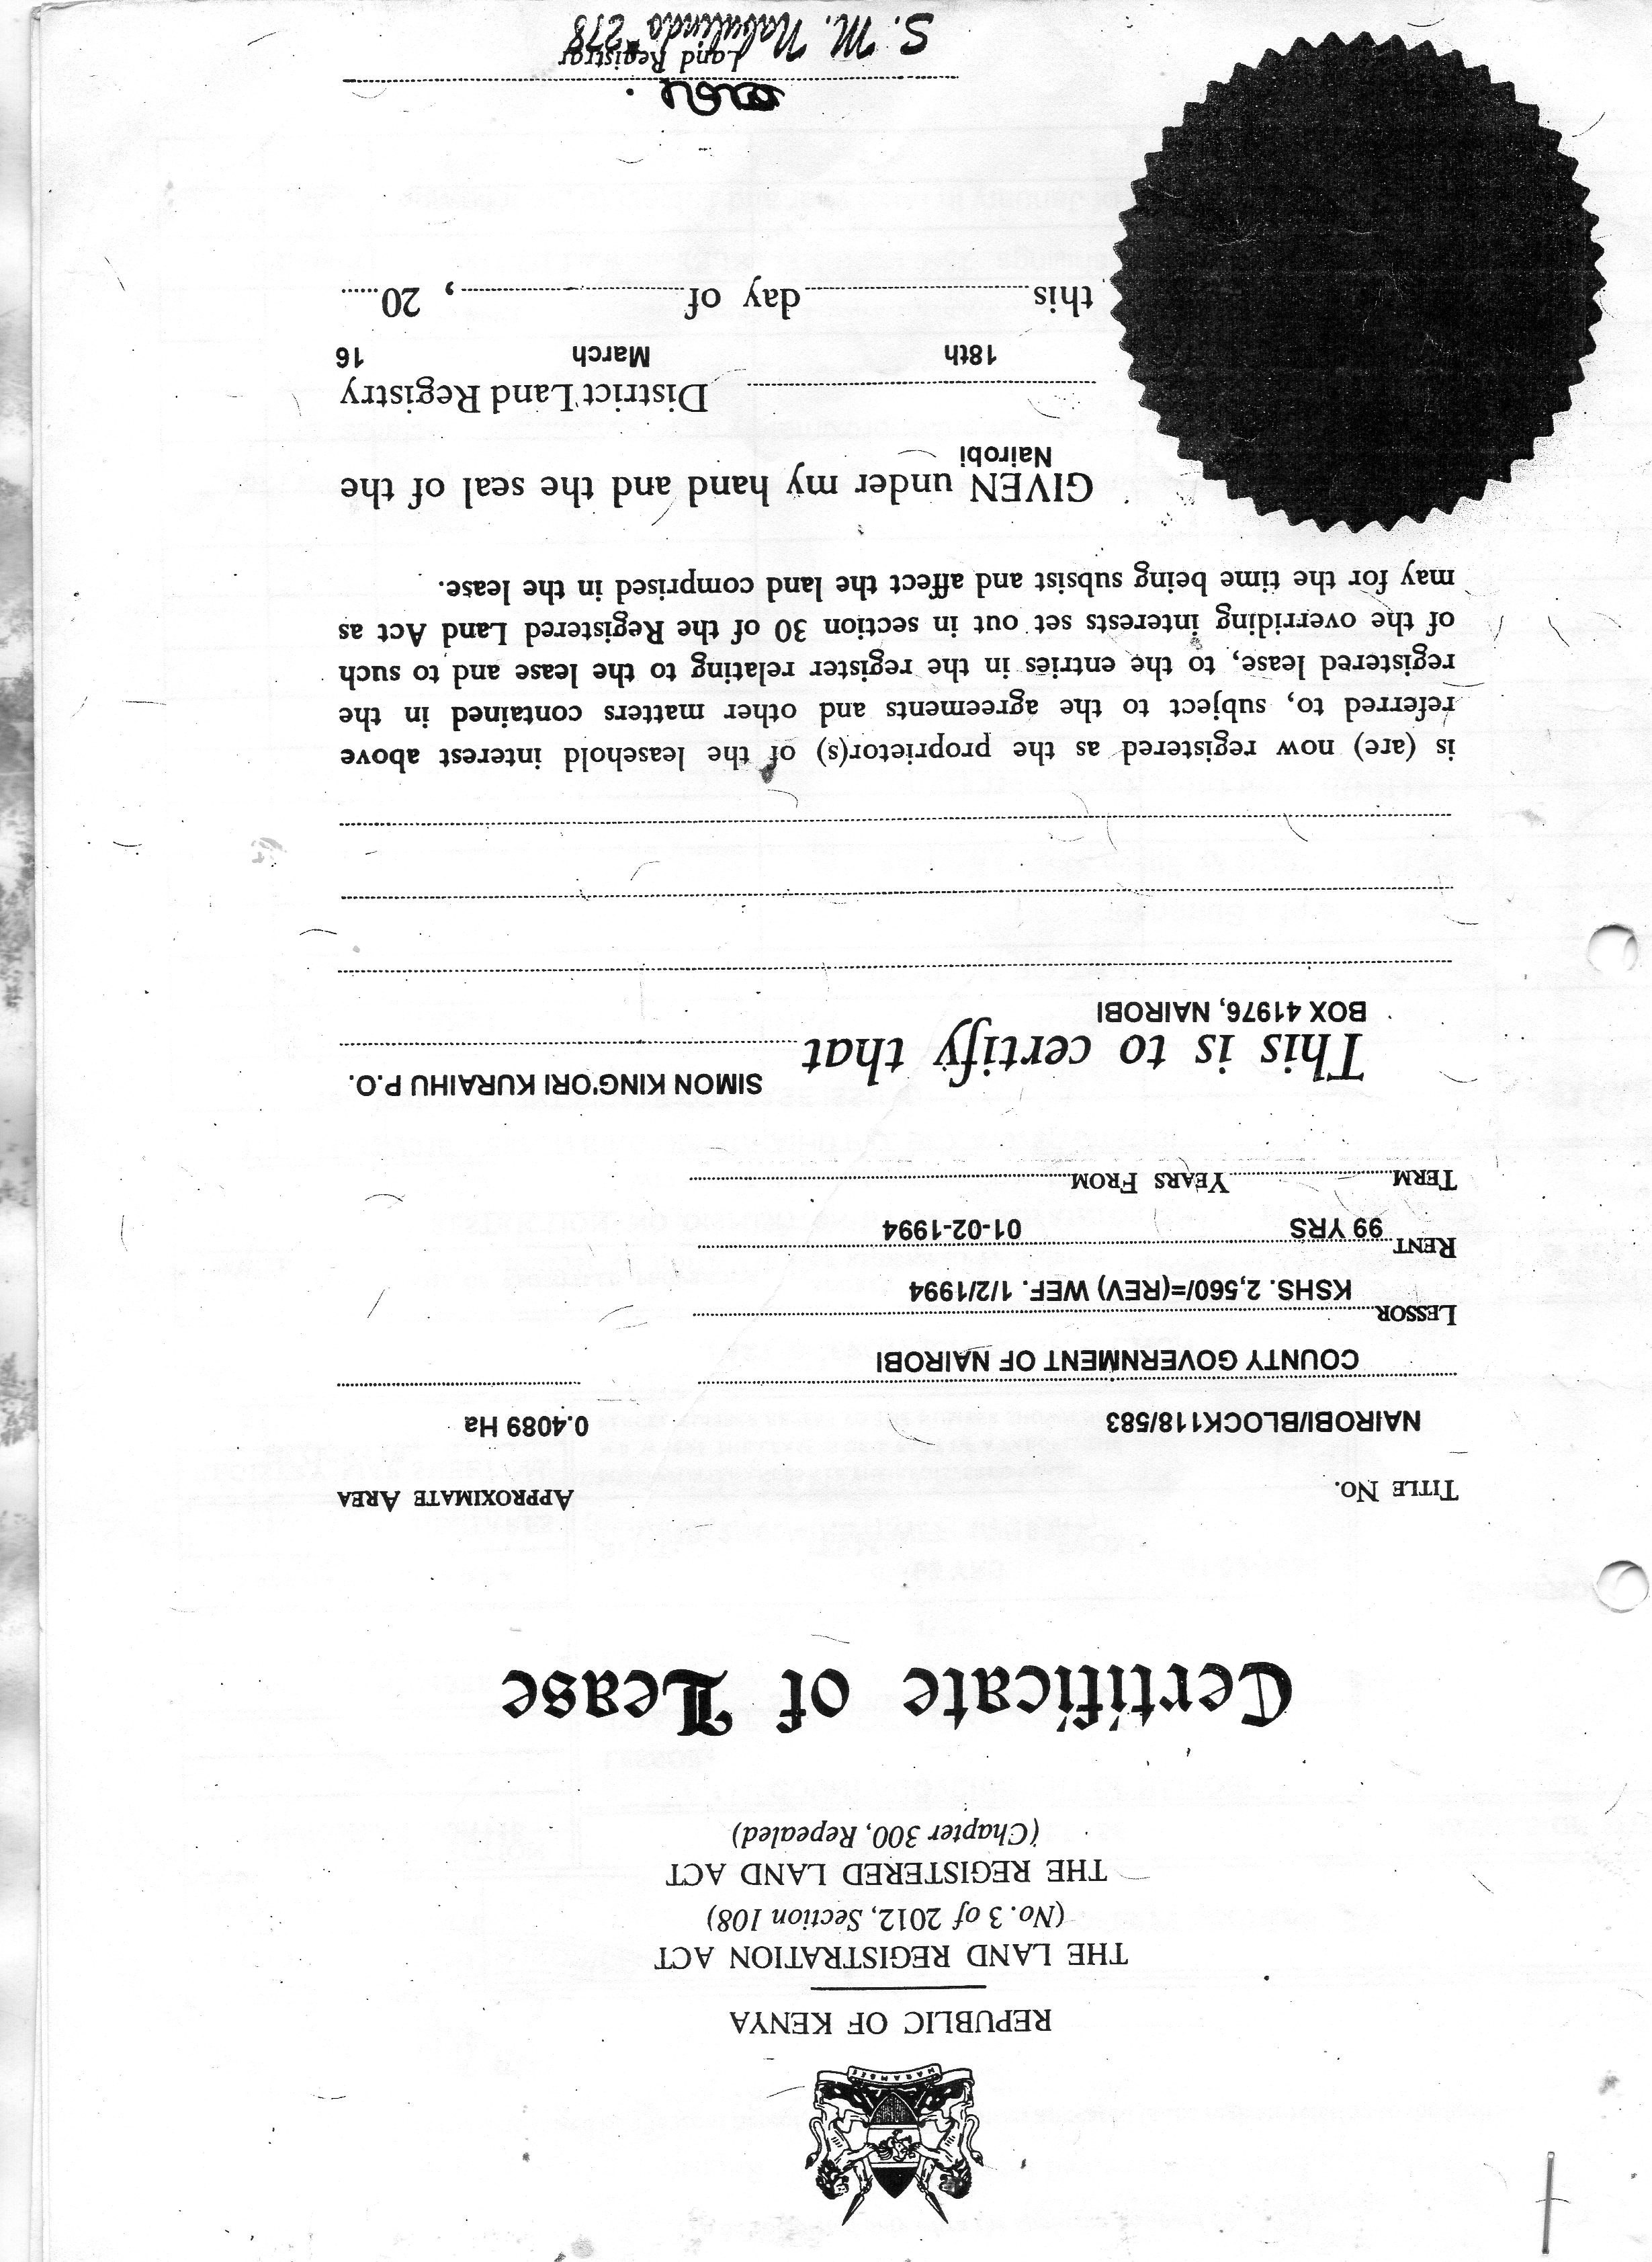 HARAMBEE
REPUBLIC OF KENYA
THE LAND REGISTRATION ACT
(No. 3 of 2012, Section 108)
THE REGISTERED LAND ACT
(Chapter 300, Repealed)
Certificate of Lease
TITLE NO. APPROXIMATE AREA
NAIROBI/BLOCK118/583 0.4089 Ha
COUNTY GOVERNMENT OF NAIROBI
LESSOR
KSHS. 2,560/=(REV) WEF. 1/2/1994
RENT
99 YRS 01-02-1994
TERM YEARS FROM
SIMON KING'ORI KURAIHU P.O.
This is to certify that
BOX 41976, NAIROBI
is (are) now registered as the proprietor(s) of the leasehold interest above
referred to, subject to the agreements and other matters contained in the
registered lease, to the entries in the register relating to the lease and to such
of the overriding interests set out in section 30 of the Registered Land Act as
may for the time being subsist and affect the land comprised in the lease.
GIVEN under my hand and the seal of the
Nairobi
District Land Registry
18th March 16
this day of , 20
Land Registrar
S. M. Nabulindo *278